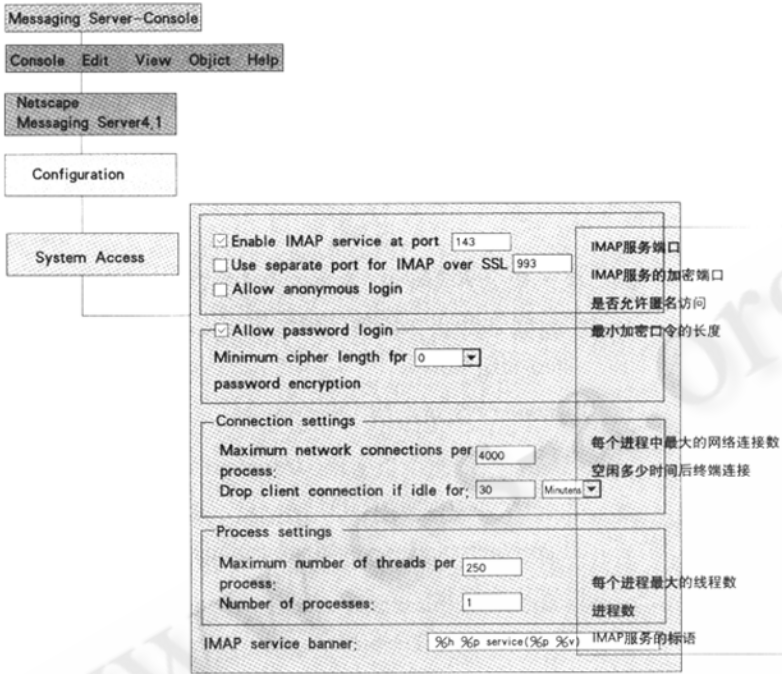 Messaging Server-Console
Console Edit View Objict Help
Netscape
Messaging Server4.1
Configuration
System Access
Enable IMAP service at port 143
Use separate port for IMAP over SSL 993
Allow anonymous login
Allow password login
Minimum cipher length fpr 0
password encryption
Connection settings
Maximum network connections per 4000
process:
Drop client connection if idle for: 30 Minutens
Process settings
Maximum number of threads per 250
process:
Number of processes: 1
IMAP service banner: %h %p service(%p %v)
IMAP服务端口
IMAP服务的加密端口
是否允许匿名访问
最小加密口令的长度
每个进程中最大的网络连接数
空闲多少时间后终端连接
每个进程最大的线程数
进程数
IMAP服务的标语